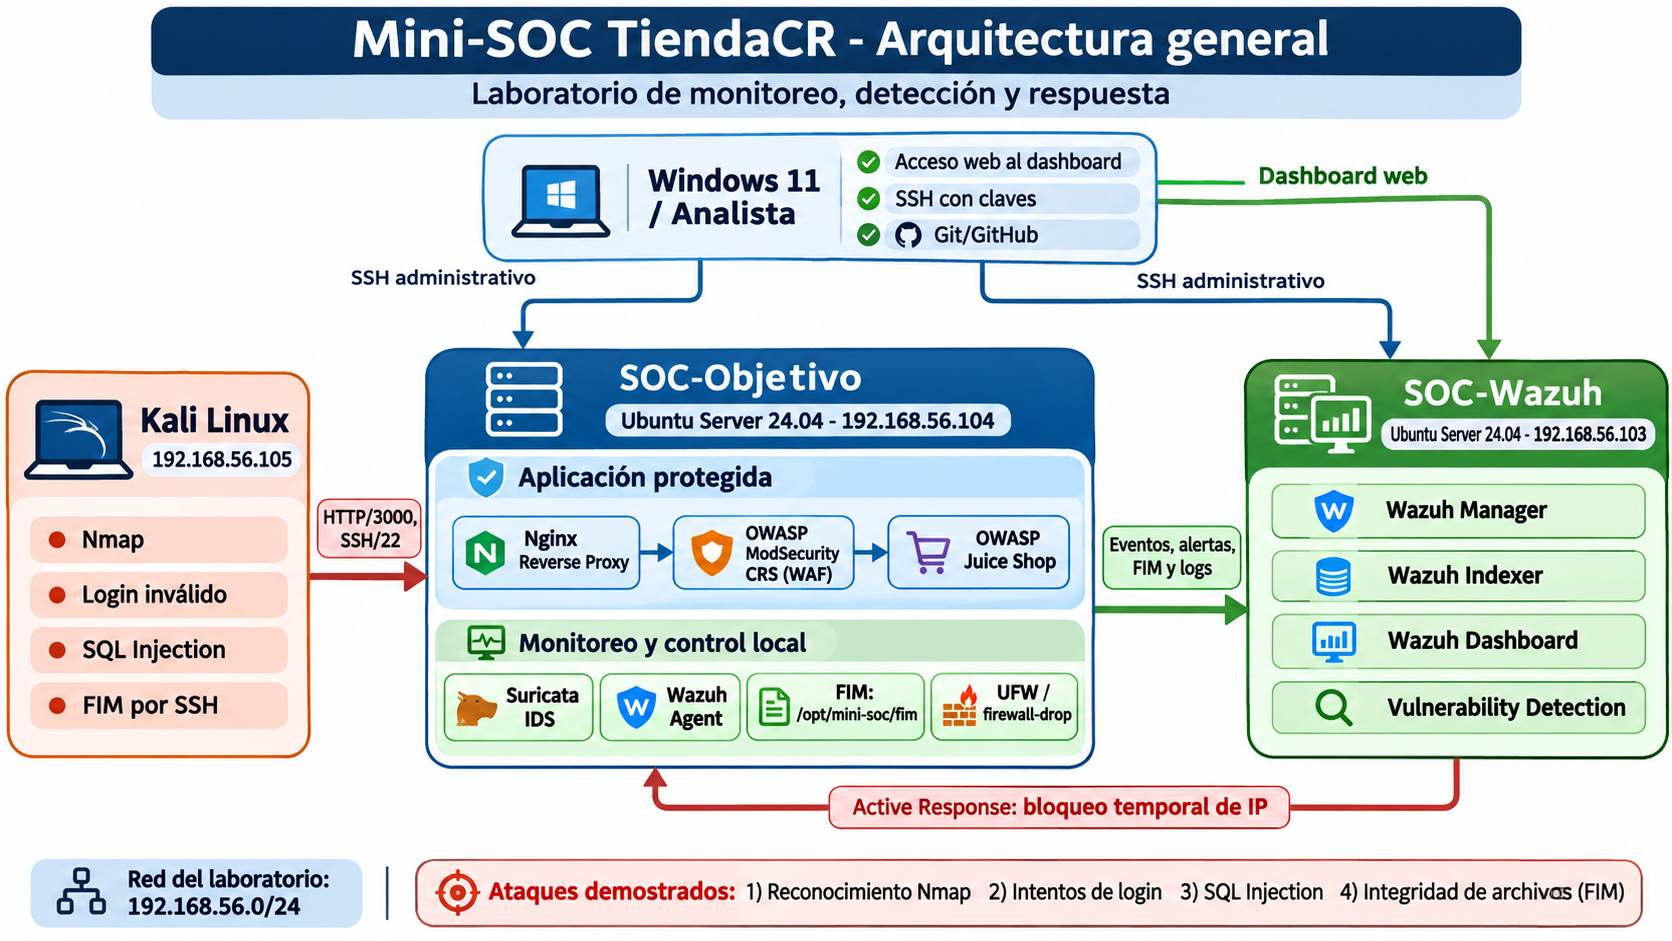 Mini-SOC TiendaCR - Arquitectura general
Laboratorio de monitoreo, detección y respuesta
Windows 11
/ Analista
Acceso web al dashboard
SSH con claves
Git/GitHub
Dashboard web
SSH administrativo
SSH administrativo
Kali Linux
192.168.56.105
Nmap
Login inválido
SQL Injection
FIM por SSH
HTTP/3000,
SSH/22
SOC-Objetivo
Ubuntu Server 24.04 - 192.168.56.104
Aplicación protegida
N
Nginx
Reverse Proxy
OWASP
ModSecurity
CRS (WAF)
OWASP
Juice Shop
Monitoreo y control local
Suricata
IDS
W
Wazuh
Agent
FIM:
/opt/mini-soc/fim
UFW /
firewall-drop
Eventos, alertas,
FIM y logs
SOC-Wazuh
Ubuntu Server 24.04 - 192.168.56.103
W
Wazuh Manager
Wazuh Indexer
Wazuh Dashboard
Vulnerability Detection
Active Response: bloqueo temporal de IP
Red del laboratorio:
192.168.56.0/24
Ataques demostrados: 1) Reconocimiento Nmap 2) Intentos de login 3) SQL Injection 4) Integridad de archivos (FIM)